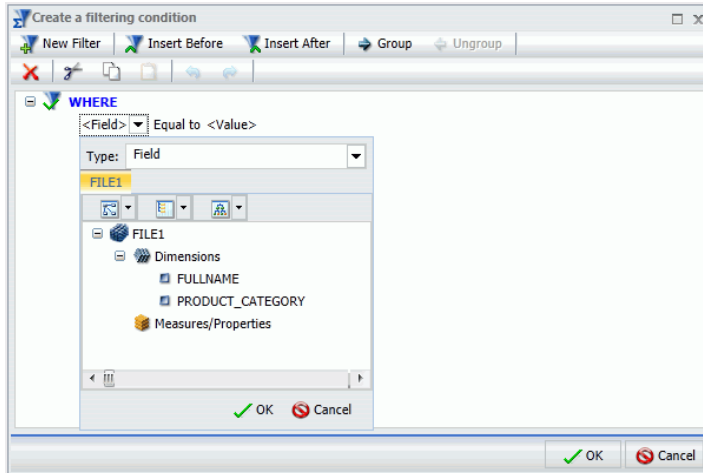 Create a filtering condition
New Filter Insert Before Insert After Group Ungroup
WHERE
<Field> Equal to <Value>
Type: Field
FILE1
FILE1
Dimensions
FULLNAME
PRODUCT_CATEGORY
Measures/Properties
OK Cancel
OK Cancel